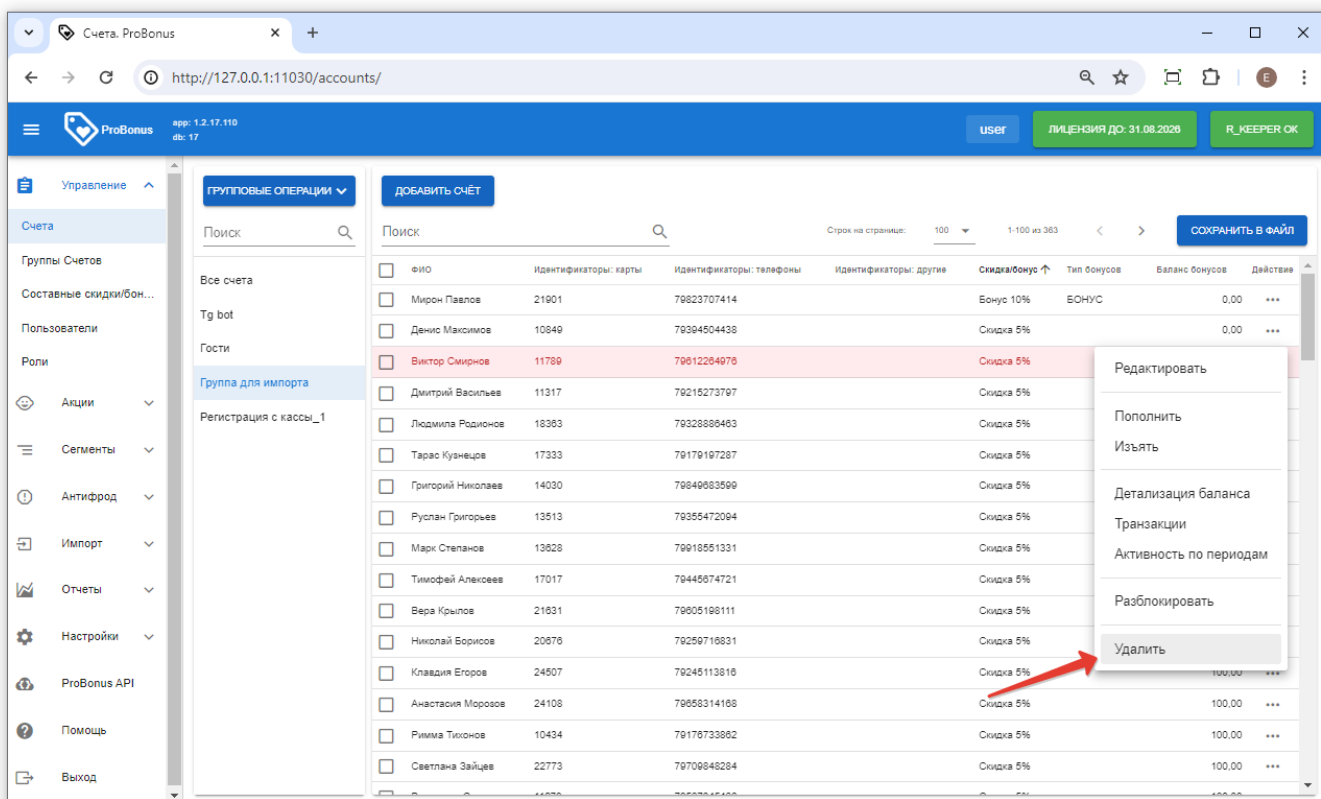 Счета. ProBonus
http://127.0.0.1:11030/accounts/
E
ProBonus
app: 1.2.17.110
db: 17
user
ЛИЦЕНЗИЯ ДО: 31.08.2026
R_KEEPER OK
Управление
Счета
Группы Счетов
Составные скидки/бон...
Пользователи
Роли
Акции
Сегменты
Антифрод
Импорт
Отчеты
Настройки
ProBonus API
Помощь
Выход
ГРУППОВЫЕ ОПЕРАЦИИ
Поиск
Все счета
Tg bot
Гости
Группа для импорта
Регистрация с кассы_1
ДОБАВИТЬ СЧЁТ
Поиск
Строк на странице: 100 1-100 из 363
СОХРАНИТЬ В ФАЙЛ
ФИО Идентификаторы: карты Идентификаторы: телефоны Идентификаторы: другие Скидка/бонус Тип бонусов Баланс бонусов Действие
Мирон Павлов 21901 79823707414 Бонус 10% БОНУС 0,00
Денис Максимов 10849 79394504438 Скидка 5% 0,00
Виктор Смирнов 11789 79612264976 Скидка 5%
Дмитрий Васильев 11317 79215273797 Скидка 5%
Людмила Родионов 18363 79328886463 Скидка 5%
Тарас Кузнецов 17333 79179197287 Скидка 5%
Григорий Николаев 14030 79849683599 Скидка 5%
Руслан Григорьев 13513 79355472094 Скидка 5%
Марк Степанов 13628 79918551331 Скидка 5%
Тимофей Алексеев 17017 79445674721 Скидка 5%
Вера Крылов 21631 79605198111 Скидка 5%
Николай Борисов 20676 79259716831 Скидка 5%
Клавдия Егоров 24507 79245113816 Скидка 5% 100,00
Анастасия Морозов 24108 79658314168 Скидка 5% 100,00
Римма Тихонов 10434 79176733862 Скидка 5% 100,00
Светлана Зайцев 22773 79709848284 Скидка 5% 100,00
Редактировать
Пополнить
Изъять
Детализация баланса
Транзакции
Активность по периодам
Разблокировать
Удалить